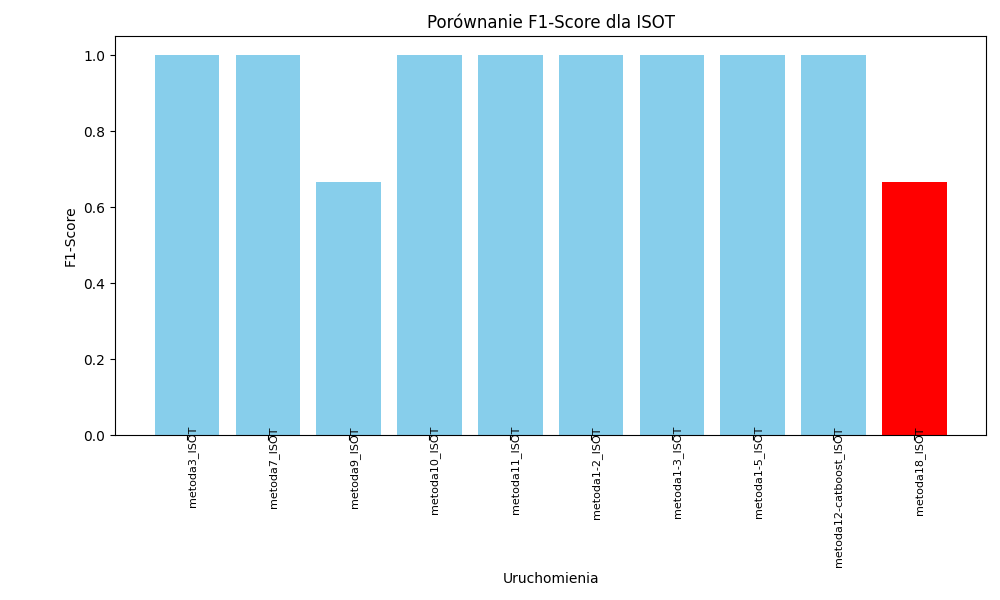 Porównanie F1-Score dla ISOT
F1-Score
1.0
0.8
0.6
0.4
0.2
0.0
metoda3_ISOT
metoda7_ISOT
metoda9_ISOT
metoda10_ISOT
metoda11_ISOT
metoda1-2_ISOT
metoda1-3_ISOT
metoda1-5_ISOT
metoda12-catboost_ISOT
metoda18_ISOT
Uruchomienia